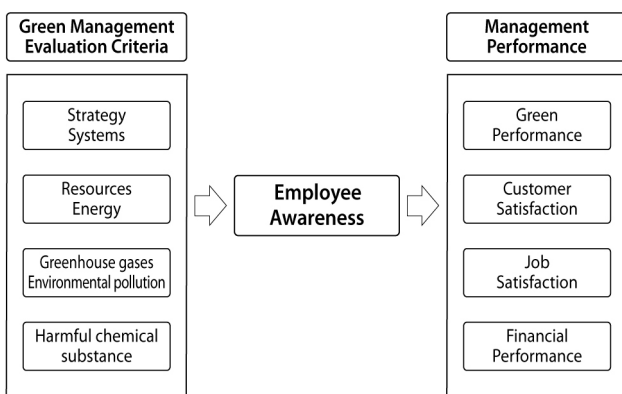 Green Management
Evaluation Criteria
Strategy
Systems
Resources
Energy
Greenhouse gases
Environmental pollution
Harmful chemical
substance
Employee
Awareness
Management
Performance
Green
Performance
Customer
Satisfaction
Job
Satisfaction
Financial
Performance